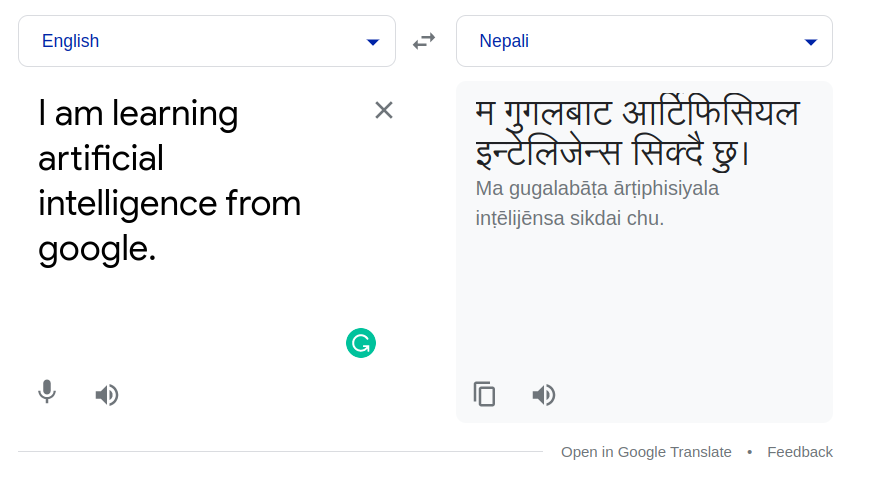 English
Nepali
I am learning
artificial
intelligence from
google.
म गुगलबाट आर्टिफिसियल
इन्टेलिजेन्स सिक्दै छु।
Ma gugalabāṭa ārṭiphisiyala
inṭēlijēnsa sikdai chu.
Open in Google Translate • Feedback